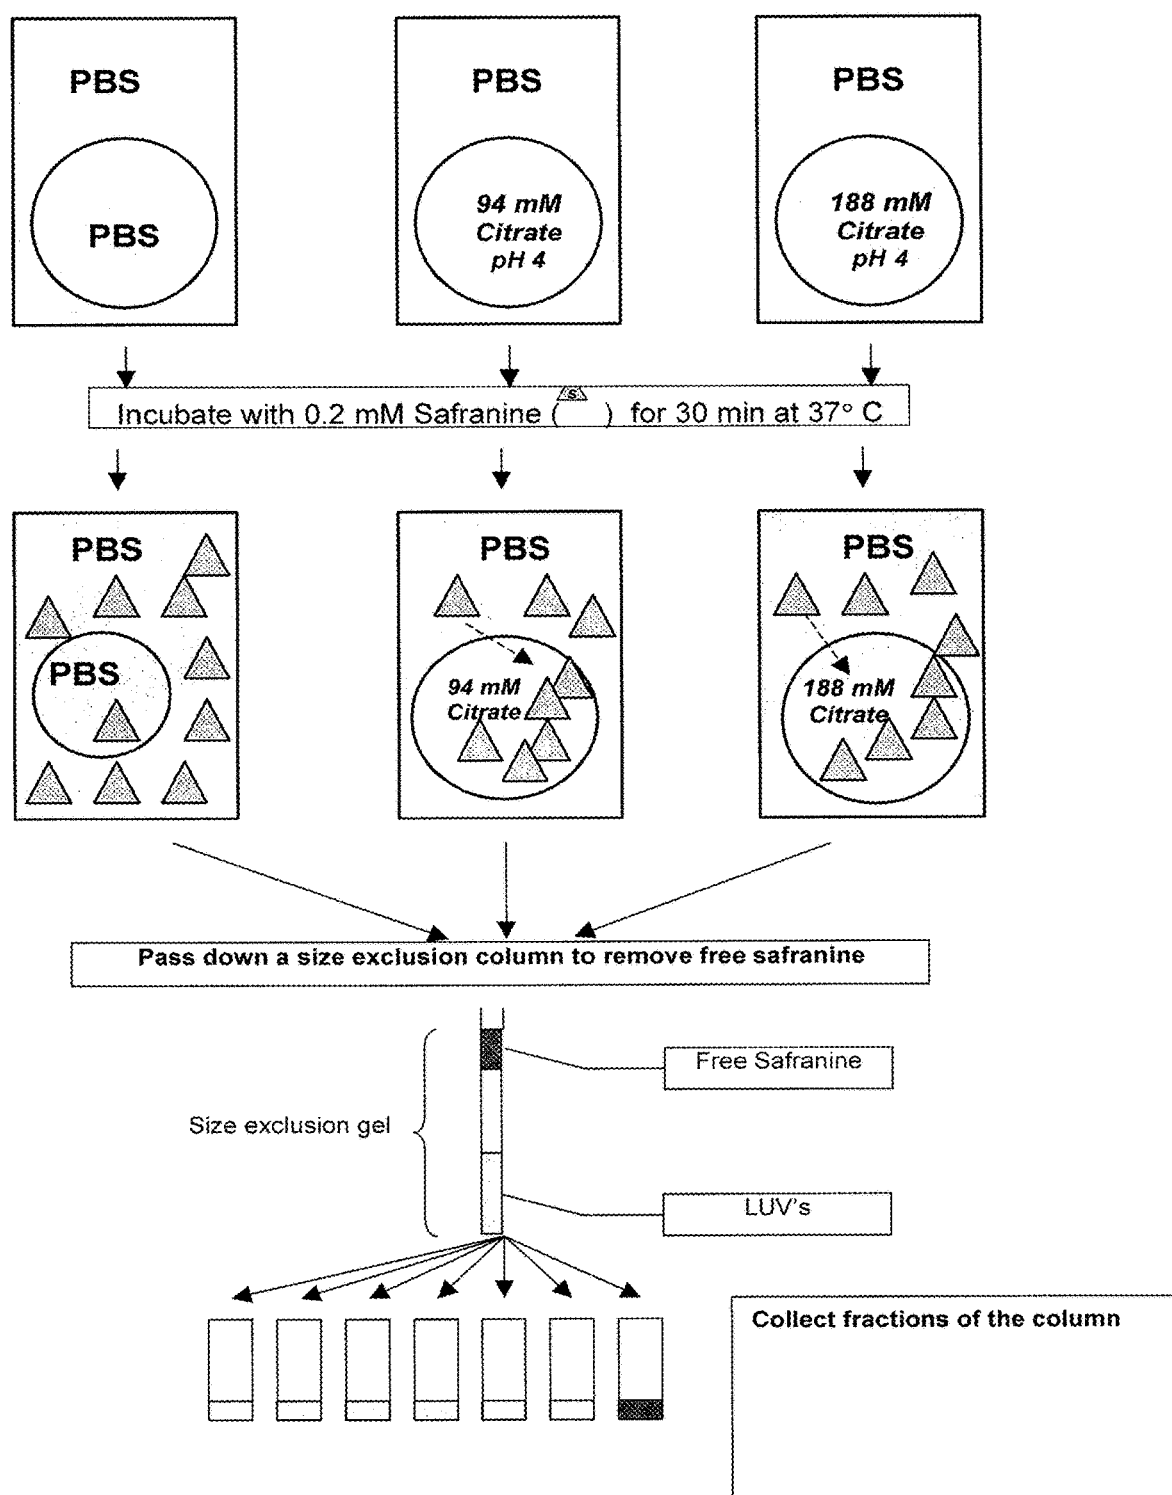 PBS
PBS
PBS
PBS
94 mM
Citrate
pH 4
188 mM
Citrate
pH 4
S
Incubate with 0.2 mM Safranine ( ) for 30 min at 37° C
PBS
PBS
PBS
PBS
94 mM
Citrate
188 mM
Citrate
Pass down a size exclusion column to remove free safranine
Free Safranine
Size exclusion gel
LUV's
Collect fractions of the column